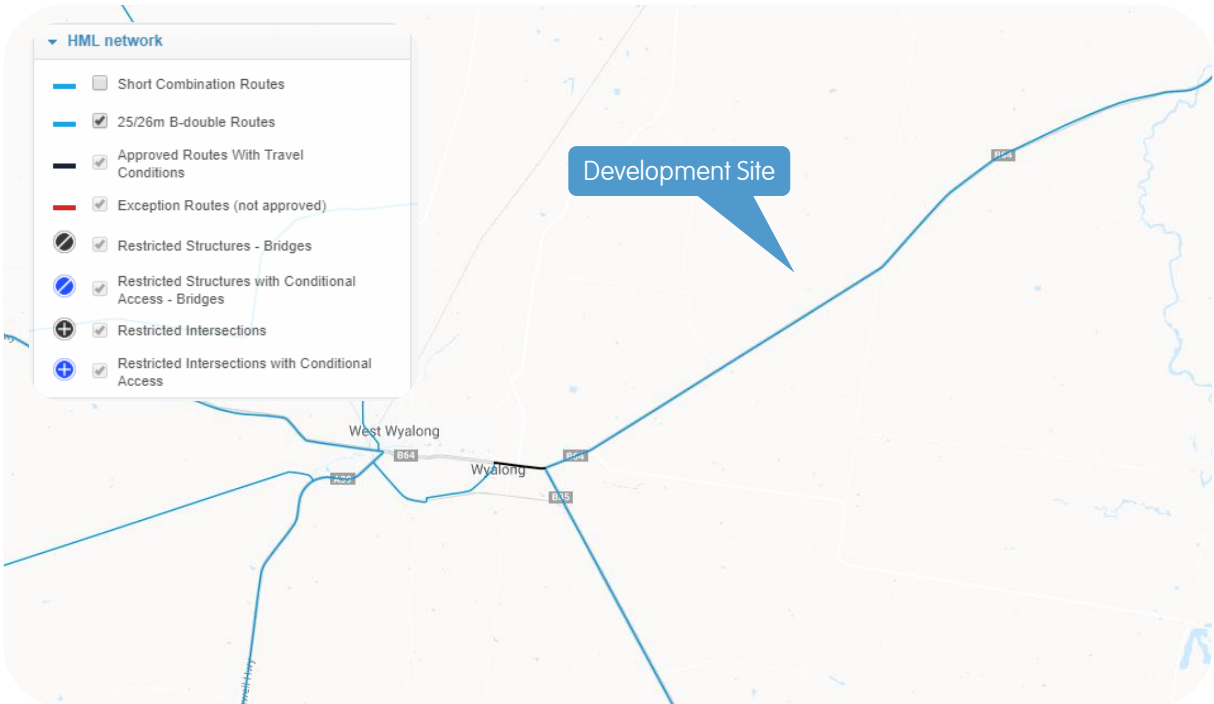 HML network
Short Combination Routes
25/26m B-double Routes
Approved Routes With Travel
Conditions
Exception Routes (not approved)
Restricted Structures - Bridges
Restricted Structures with Conditional
Access - Bridges
Restricted Intersections
Restricted Intersections with Conditional
Access
Development Site
B64
West Wyalong
B64
B64
Wyalong
A39
B85
well Hwy